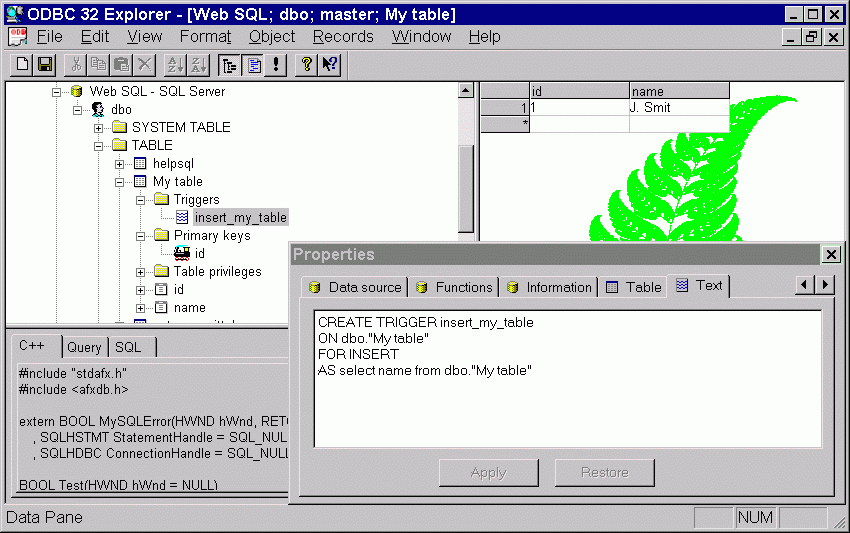 ODBC 32 Explorer - [Web SQL; dbo; master; My table]
File Edit View Format Object Records Window Help
Web SQL - SQL Server
dbo
SYSTEM TABLE
TABLE
helpsql
My table
Triggers
insert_my_table
Primary keys
id
Table privileges
id
name
id name
1 1 J. Smit
*
C++ Query SQL
#include "stdafx.h"
#include <afxdb.h>
extern BOOL MySQLError(HWND hWnd, RETC
, SQLHSTMT StatementHandle = SQL_NUL
, SQLHDBC ConnectionHandle = SQL_NUL
BOOL Test(HWND hWnd = NULL)
Properties
Data source Functions Information Table Text
CREATE TRIGGER insert_my_table
ON dbo."My table"
FOR INSERT
AS select name from dbo."My table"
Apply Restore
Data Pane NUM